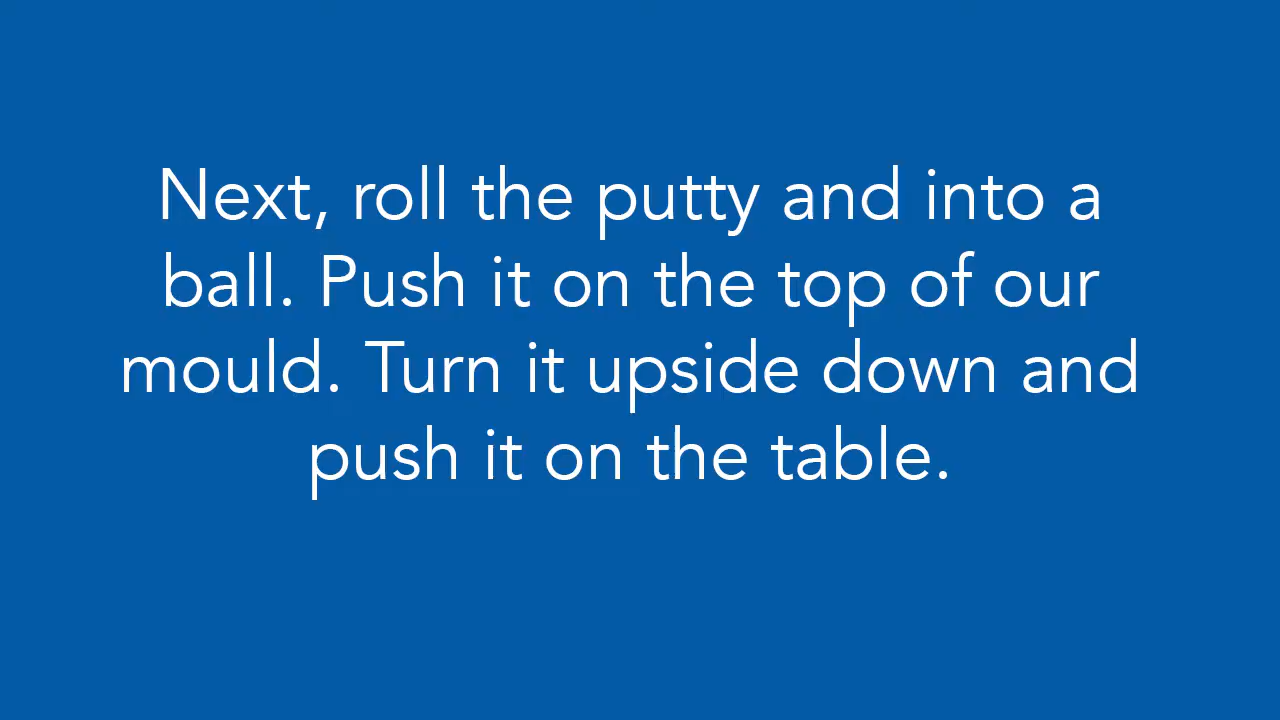 Next, roll the putty and into a
ball. Push it on the top of our
mould. Turn it upside down and
push it on the table.